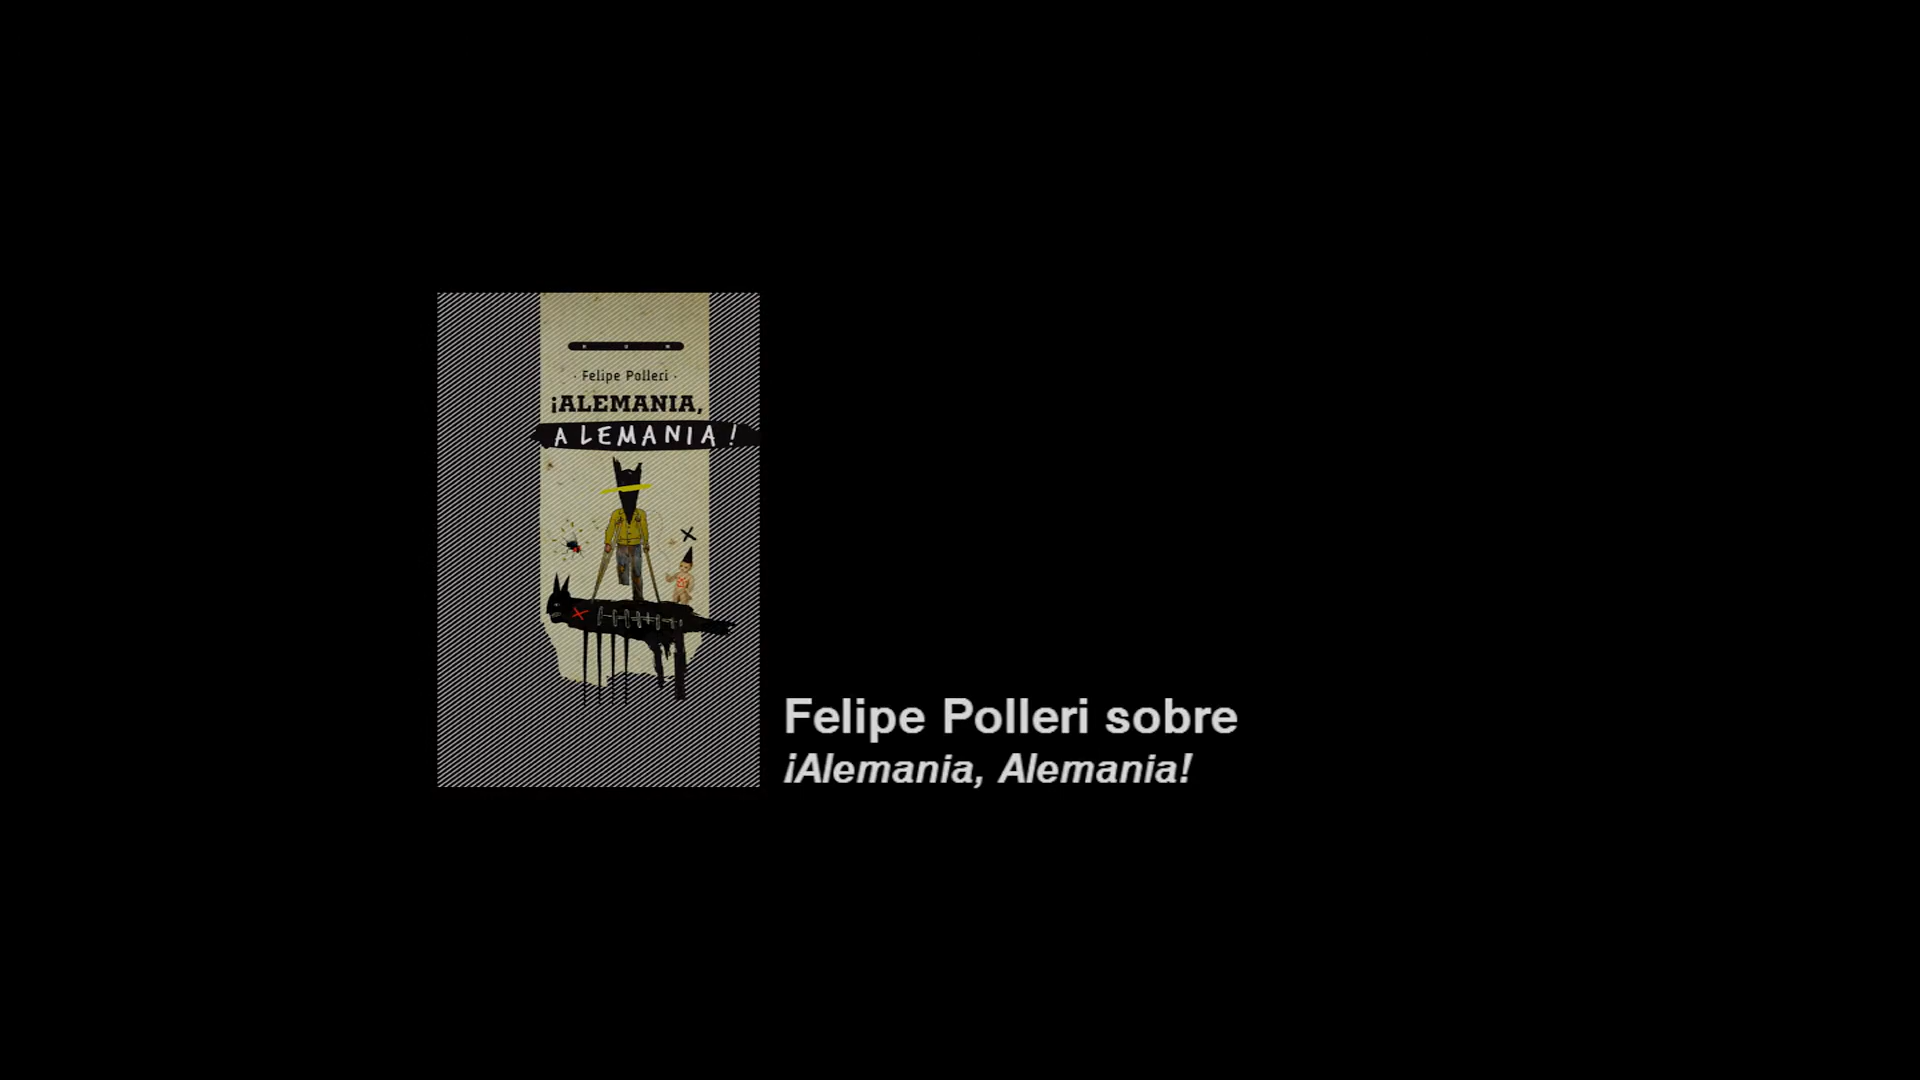 · Felipe Polleri ·
¡ALEMANIA,
ALEMANIA!
Felipe Polleri sobre
¡Alemania, Alemania!